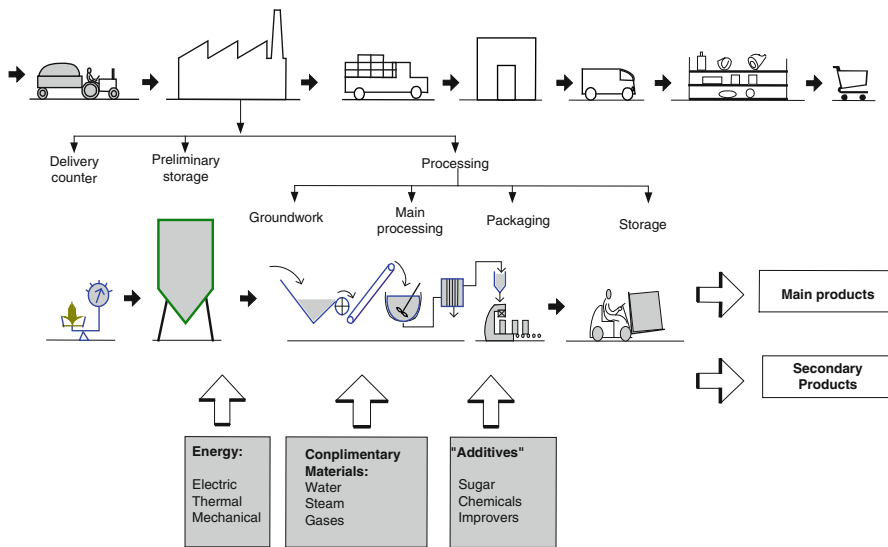 Delivery
counter
Preliminary
storage
Processing
Groundwork
Main
processing
Packaging
Storage
Main products
Secondary
Products
Energy:
Electric
Thermal
Mechanical
Conplimentary
Materials:
Water
Steam
Gases
"Additives"
Sugar
Chemicals
Improvers